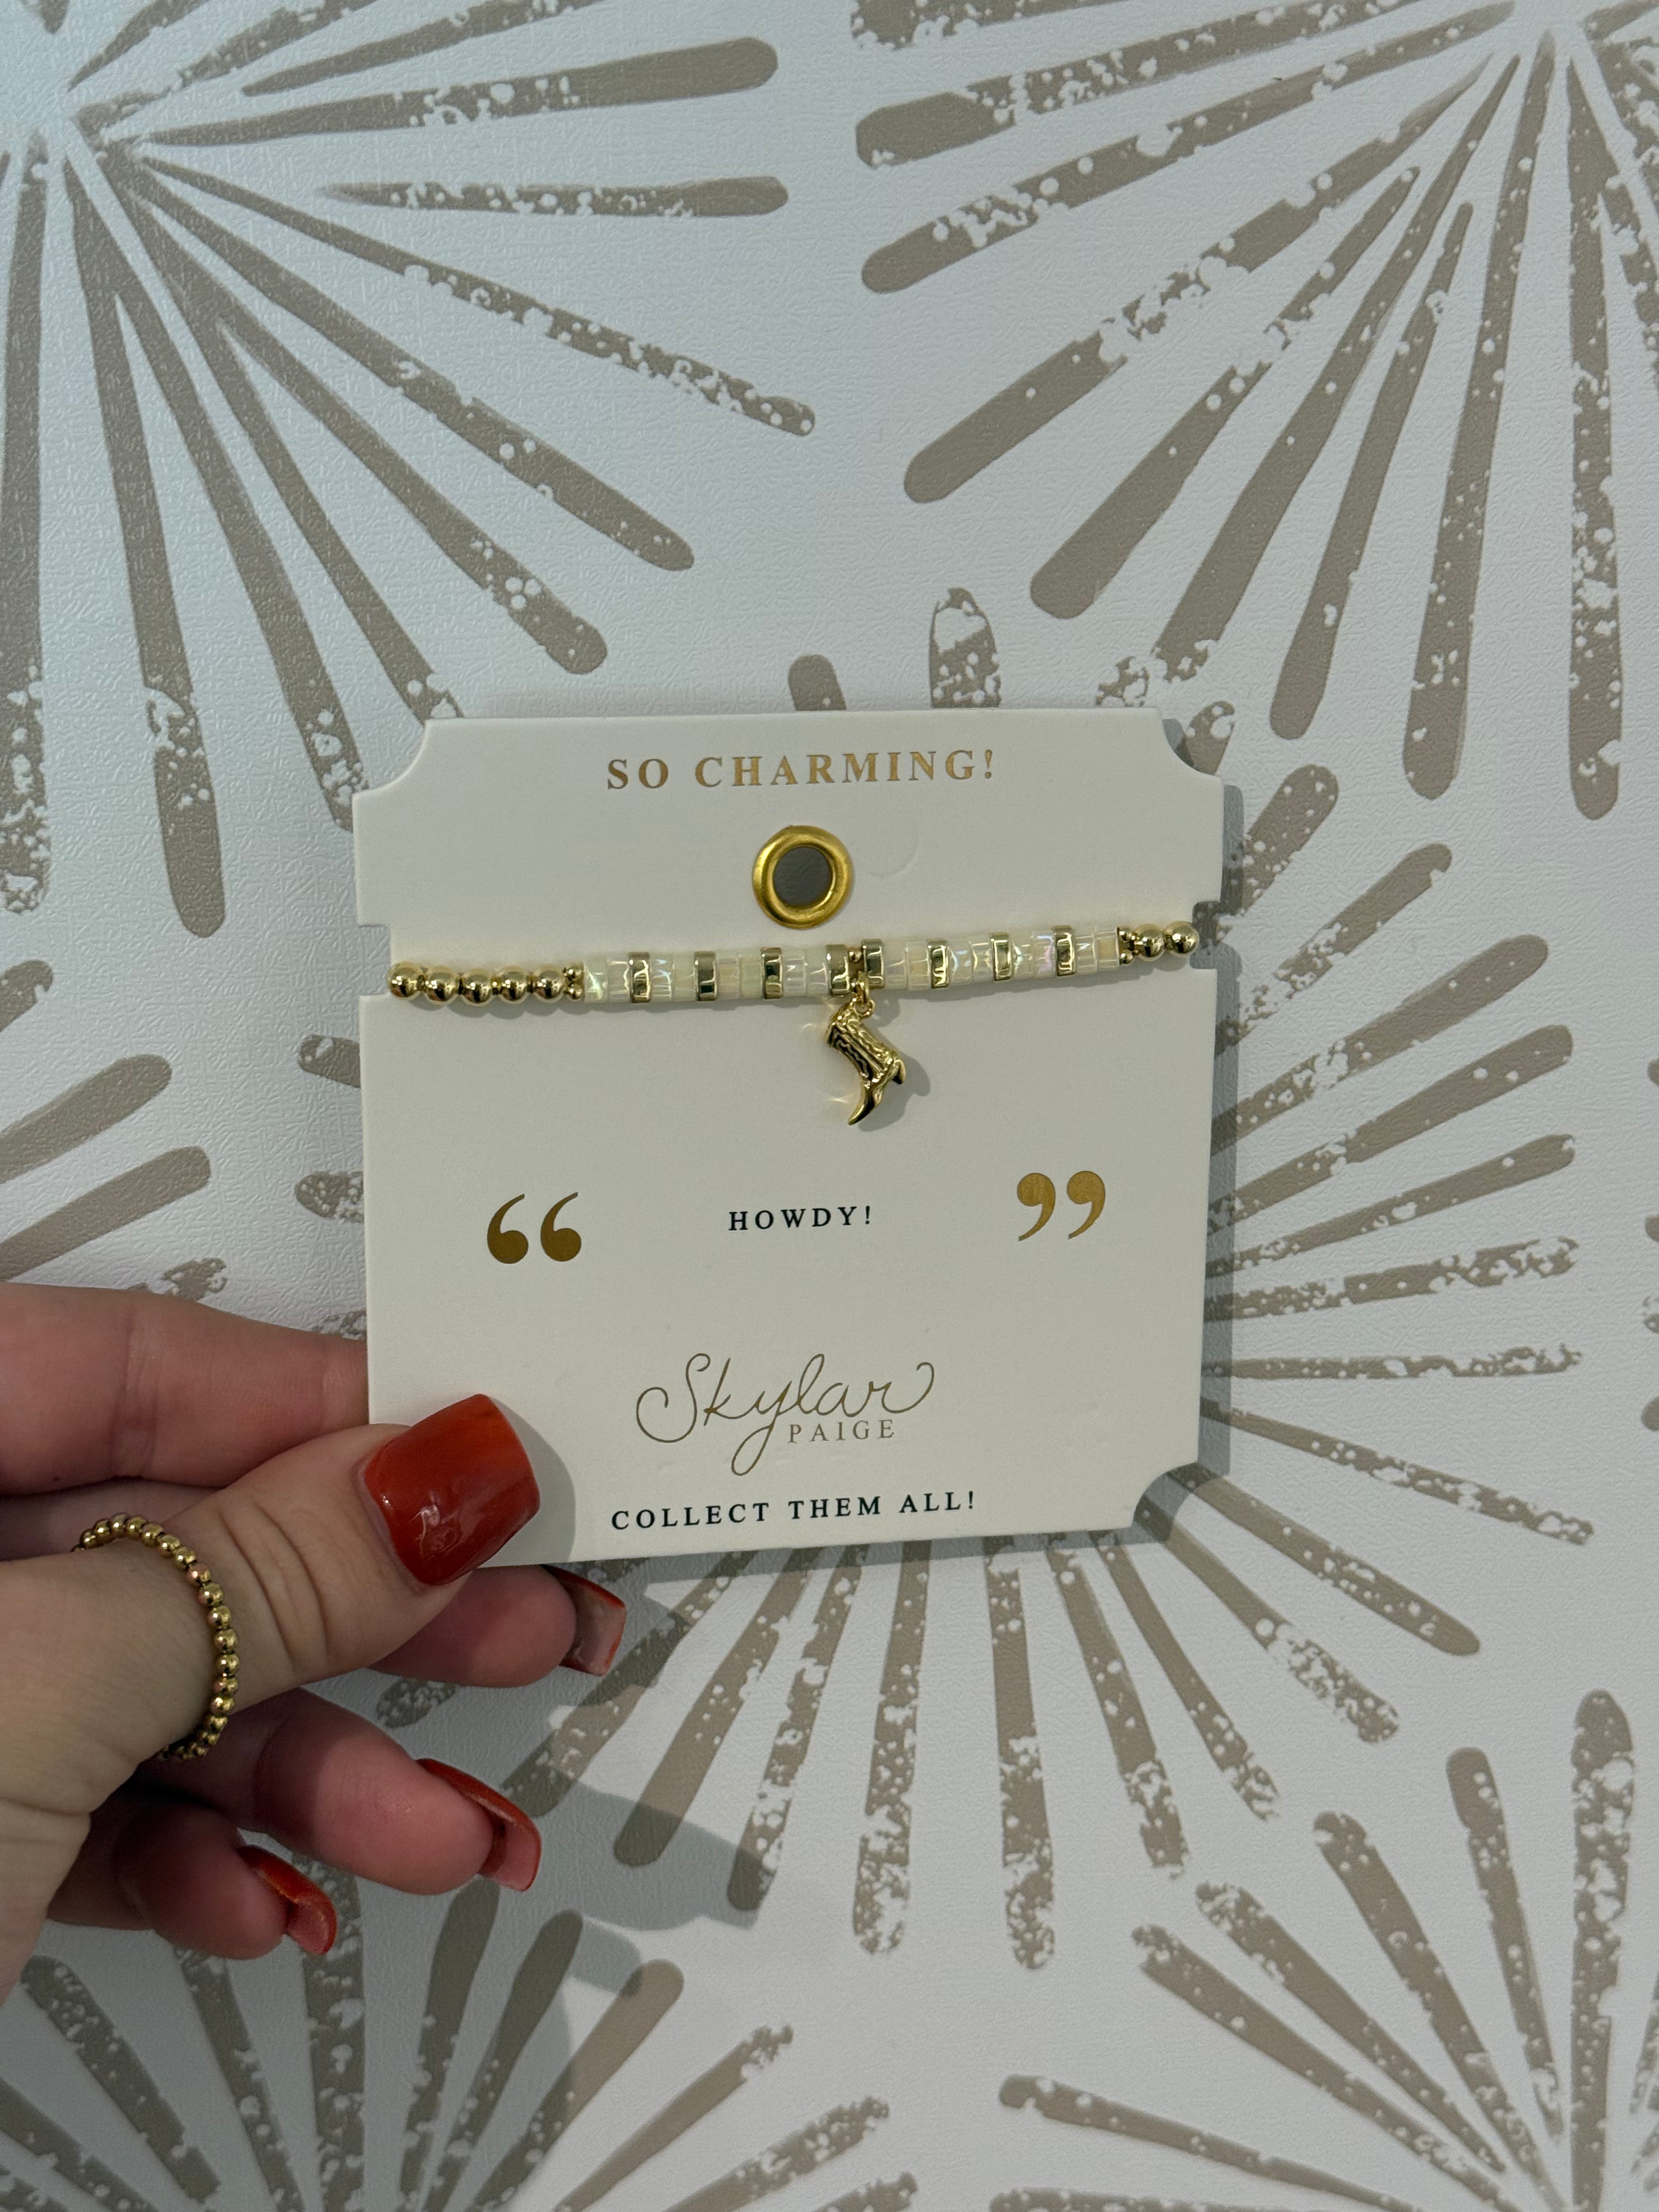 SO CHARMING!
“ HOWDY! ”
Skylar
PAIGE
COLLECT THEM ALL!